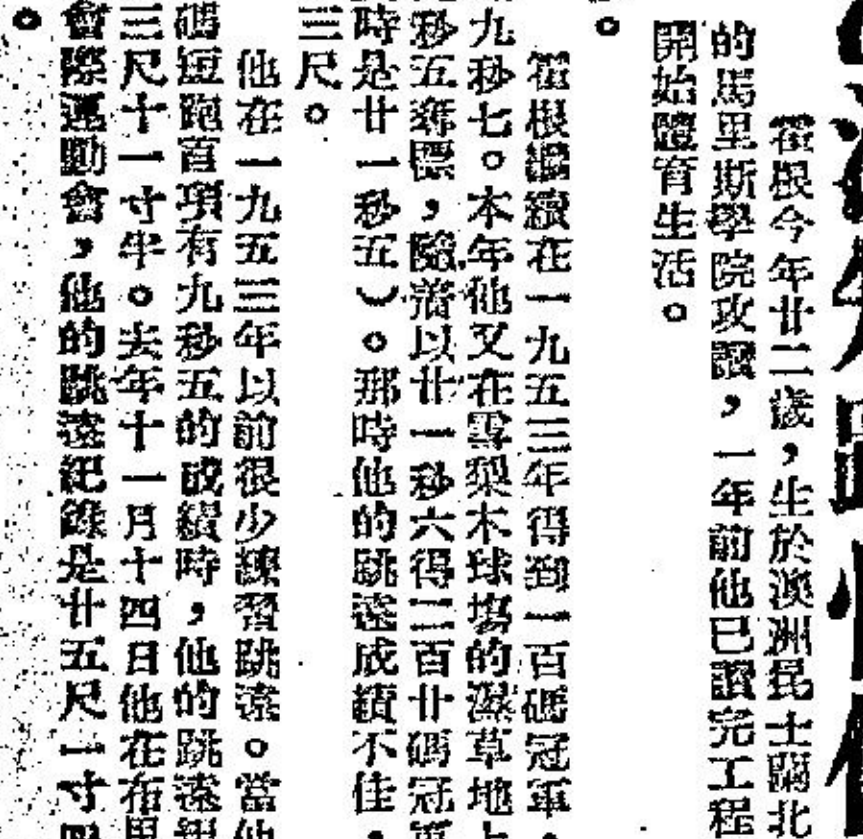 霍根今年廿二歲，生於澳洲昆士蘭北
的馬里斯學院攻讀，一年前他已讀完工程
開始體育生活。
。
霍根繼續在一九五三年得到一百碼冠軍，
九秒七。本年他又在雪梨木球場的濕草地上
秒五奪標，隨着以廿一秒六得二百廿碼冠軍
時是廿一秒五）。那時他的跳遠成績不佳，
三尺。
他在一九五三年以前很少練習跳遠。當他
碼短跑首項有九秒五的成績時，他的跳遠
三尺十一寸半。去年十一月十四日他在布里
會際運動會，他的跳遠紀錄是廿五尺一寸四
。